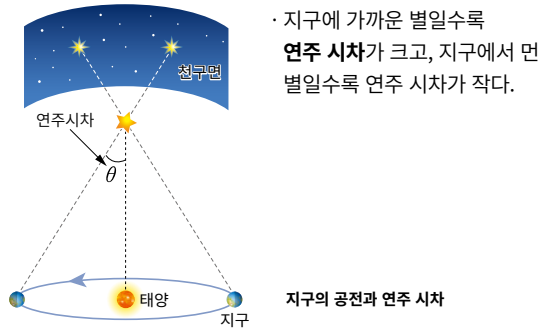 · 지구에 가까운 별일수록
연주 시차가 크고, 지구에서 먼
별일수록 연주 시차가 작다.
천구면
연주시차
θ
태양
지구
지구의 공전과 연주 시차